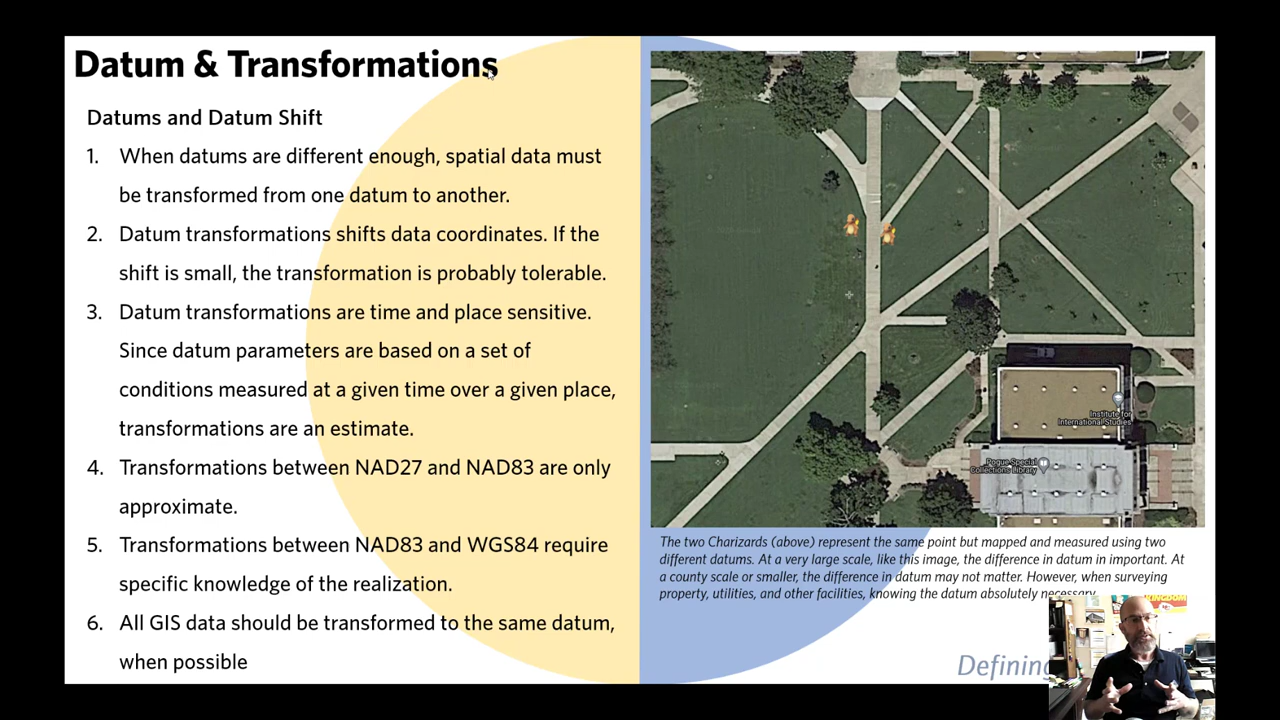 Datum & Transformations
Datums and Datum Shift
1. When datums are different enough, spatial data must
be transformed from one datum to another.
2. Datum transformations shifts data coordinates. If the
shift is small, the transformation is probably tolerable.
3. Datum transformations are time and place sensitive.
Since datum parameters are based on a set of
conditions measured at a given time over a given place,
transformations are an estimate.
4. Transformations between NAD27 and NAD83 are only
approximate.
5. Transformations between NAD83 and WGS84 require
specific knowledge of the realization.
6. All GIS data should be transformed to the same datum,
when possible
Institute for
International Studies
Pogue Special
Collections Library
The two Charizards (above) represent the same point but mapped and measured using two
different datums. At a very large scale, like this image, the difference in datum in important. At
a county scale or smaller, the difference in datum may not matter. However, when surveying
property, utilities, and other facilities, knowing the datum absolutely necessary.
KINGDOM
Defining